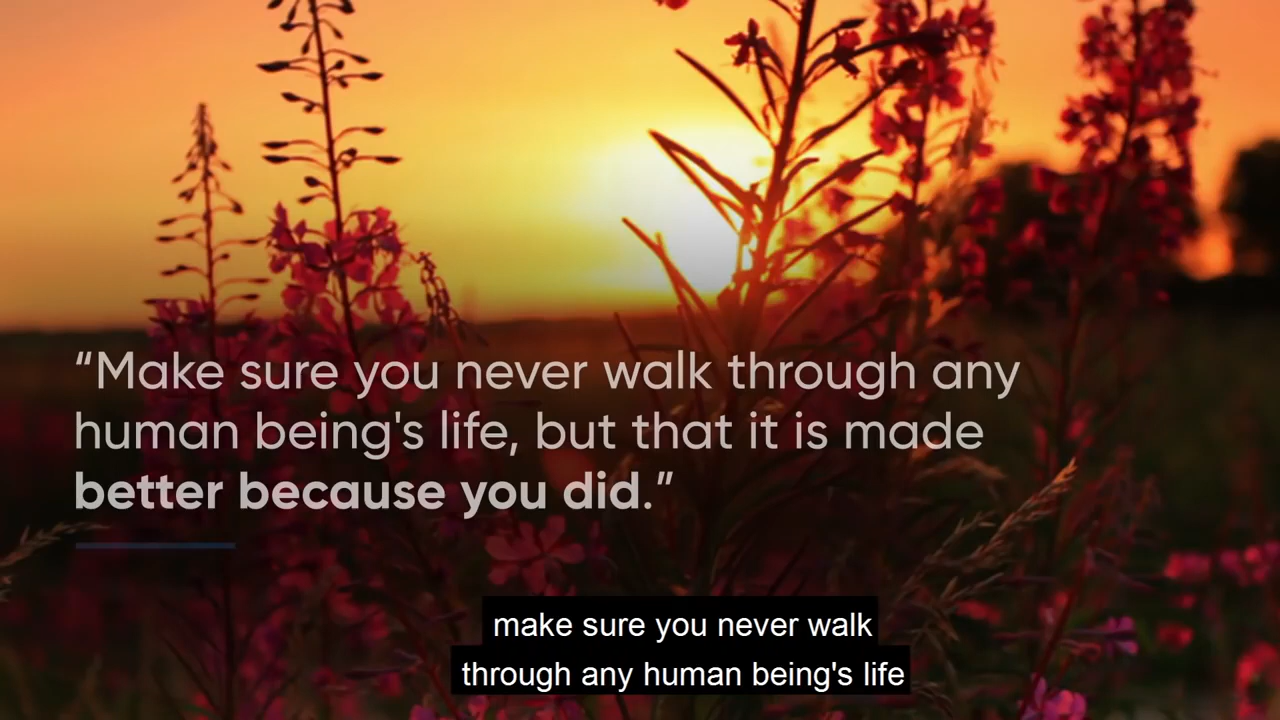 “Make sure you never walk through any
human being's life, but that it is made
better because you did.”
make sure you never walk
through any human being's life